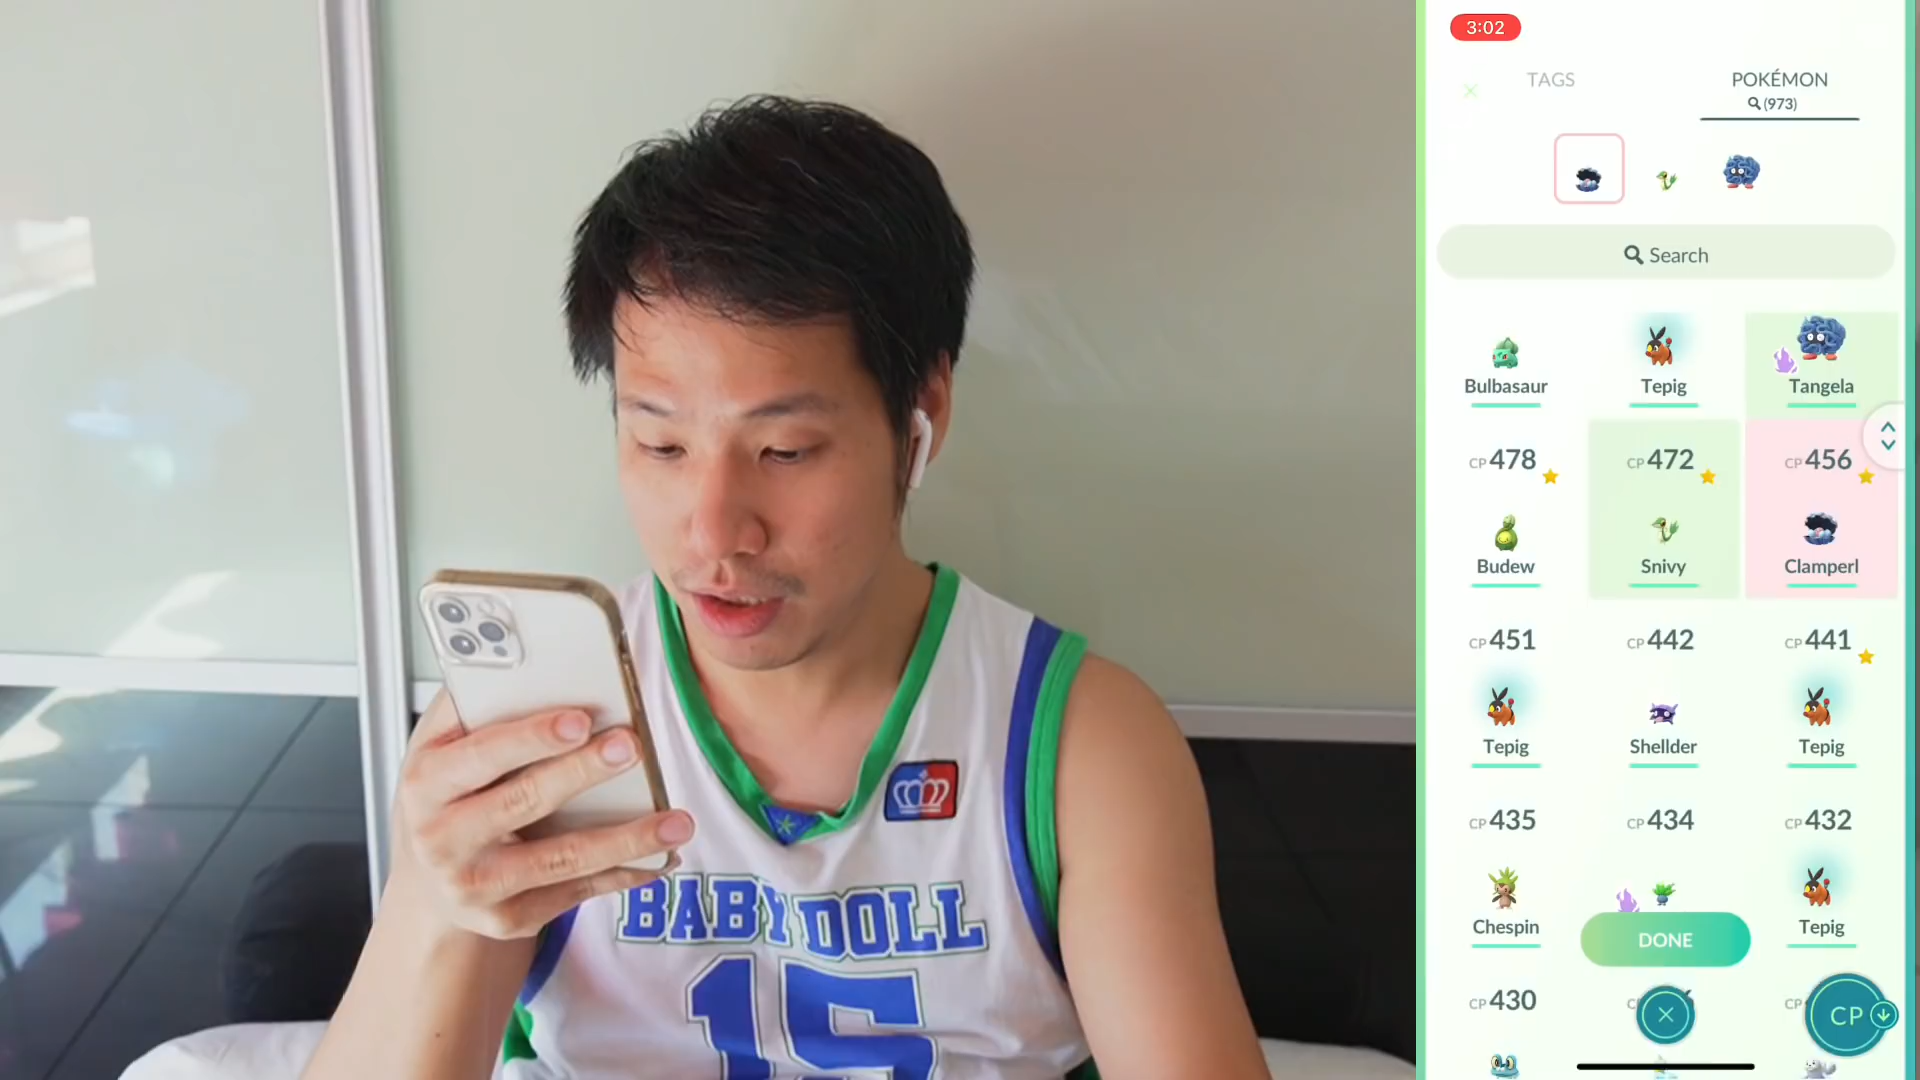 BABY DOLL
15
3:02
TAGS
POKÉMON
(973)
Search
Bulbasaur
Tepig
Tangela
CP 478
CP 472
CP 456
Budew
Snivy
Clamperl
CP 451
CP 442
CP 441
Tepig
Shellder
Tepig
CP 435
CP 434
CP 432
Chespin
DONE
Tepig
CP 430
CP
CP
CP